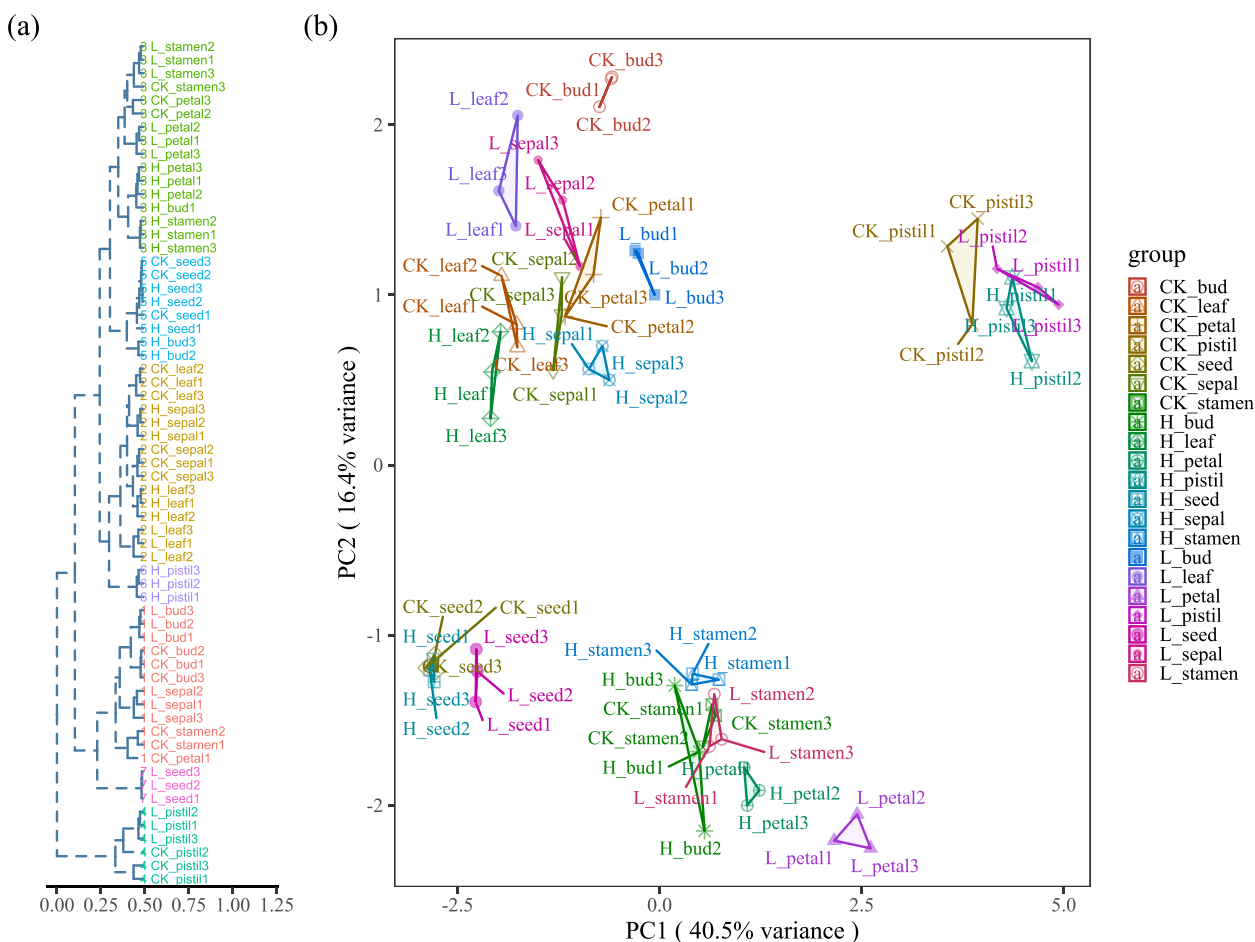 (a)
3 L_stamen2
3 L_stamen1
3 L_stamen3
3 CK_stamen3
3 CK_petal3
3 CK_petal2
3 L_petal2
3 L_petal1
3 L_petal3
3 H_petal3
3 H_petal1
3 H_petal2
3 H_bud1
3 H_stamen2
3 H_stamen1
3 H_stamen3
5 CK_seed3
5 CK_seed2
5 H_seed3
5 H_seed2
5 CK_seed1
5 H_seed1
5 H_bud3
5 H_bud2
2 CK_leaf2
2 CK_leaf1
2 CK_leaf3
2 H_sepal3
2 H_sepal2
2 H_sepal1
2 CK_sepal2
2 CK_sepal1
2 CK_sepal3
2 H_leaf3
2 H_leaf1
2 H_leaf2
2 L_leaf3
2 L_leaf1
2 L_leaf2
6 H_pistil3
6 H_pistil2
6 H_pistil1
1 L_bud3
1 L_bud2
1 L_bud1
1 CK_bud2
1 CK_bud1
1 CK_bud3
1 L_sepal2
1 L_sepal1
1 L_sepal3
1 CK_stamen2
1 CK_stamen1
1 CK_petal1
7 L_seed3
7 L_seed2
7 L_seed1
4 L_pistil2
4 L_pistil1
4 L_pistil3
4 CK_pistil2
4 CK_pistil3
4 CK_pistil1
0.00 0.25 0.50 0.75 1.00 1.25
(b)
CK_bud3
CK_bud1
CK_bud2
L_leaf2
L_sepal3
L_leaf3
L_sepal2
L_leaf1
L_sepal1
CK_petal1
L_bud1
CK_leaf2
CK_sepal2
L_bud2
CK_leaf1
CK_sepal3
CK_petal3
L_bud3
H_leaf2
H_sepal1
CK_petal2
CK_leaf3
H_sepal3
H_leaf1
CK_sepal1
H_sepal2
H_leaf3
CK_pistil3
CK_pistil1
L_pistil2
L_pistil1
H_pistil1
H_pistil3
L_pistil3
CK_pistil2
H_pistil2
CK_seed2
CK_seed1
H_seed1
L_seed3
CK_seed3
H_seed3
L_seed2
H_seed2
L_seed1
H_stamen2
H_stamen3
H_stamen1
H_bud3
L_stamen2
CK_stamen1
CK_stamen3
CK_stamen2
L_stamen3
H_bud1
H_petal1
H_petal2
L_stamen1
H_petal3
H_bud2
L_petal2
L_petal1
L_petal3
2
1
0
-1
-2
PC2 ( 16.4% variance )
-2.5 0.0 2.5 5.0
PC1 ( 40.5% variance )
group
a CK_bud
a CK_leaf
a CK_petal
a CK_pistil
a CK_seed
a CK_sepal
a CK_stamen
a H_bud
a H_leaf
a H_petal
a H_pistil
a H_seed
a H_sepal
a H_stamen
a L_bud
a L_leaf
a L_petal
a L_pistil
a L_seed
a L_sepal
a L_stamen